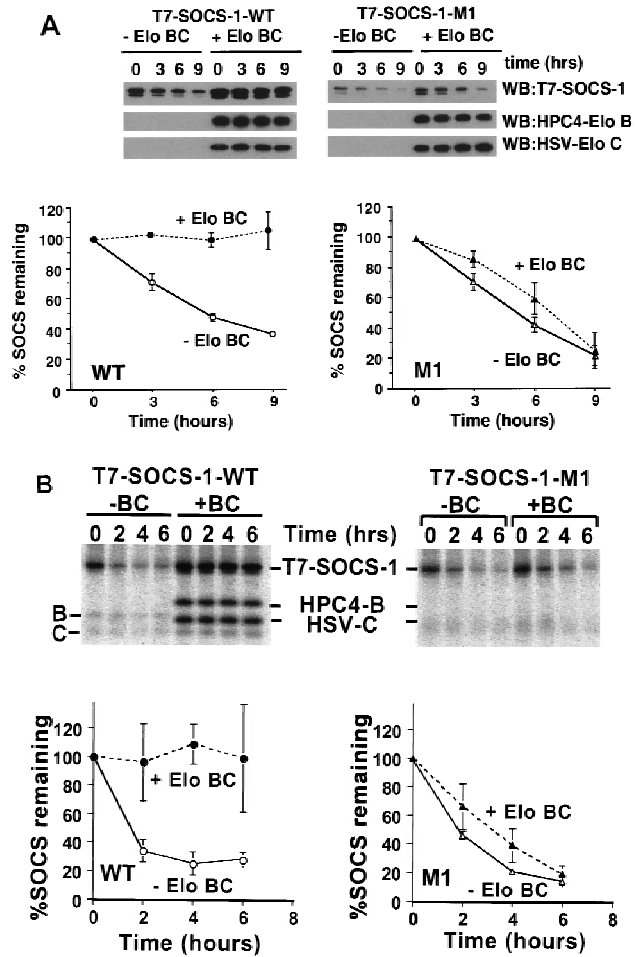 A
T7-SOCS-1-WT T7-SOCS-1-M1
- Elo BC + Elo BC -Elo BC + Elo BC
0 3 6 9 0 3 6 9 0 3 6 9 0 3 6 9 time (hrs)
WB:T7-SOCS-1
WB:HPC4-Elo B
WB:HSV-Elo C
% SOCS remaining
120
100
80
60
40
20
0
+ Elo BC
- Elo BC
WT
0 3 6 9
Time (hours)
% SOCS remaining
120
100
80
60
40
20
0
+ Elo BC
- Elo BC
M1
0 3 6 9
Time (hours)
B
T7-SOCS-1-WT T7-SOCS-1-M1
-BC +BC -BC +BC
0 2 4 6 0 2 4 6 Time (hrs) 0 2 4 6 0 2 4 6
T7-SOCS-1
HPC4-B
B
HSV-C
C
%SOCS remaining
120
100
80
60
40
20
0
+ Elo BC
- Elo BC
WT
0 2 4 6 8
Time (hours)
%SOCS remaining
120
100
80
60
40
20
0
+ Elo BC
- Elo BC
M1
0 2 4 6 8
Time (hours)